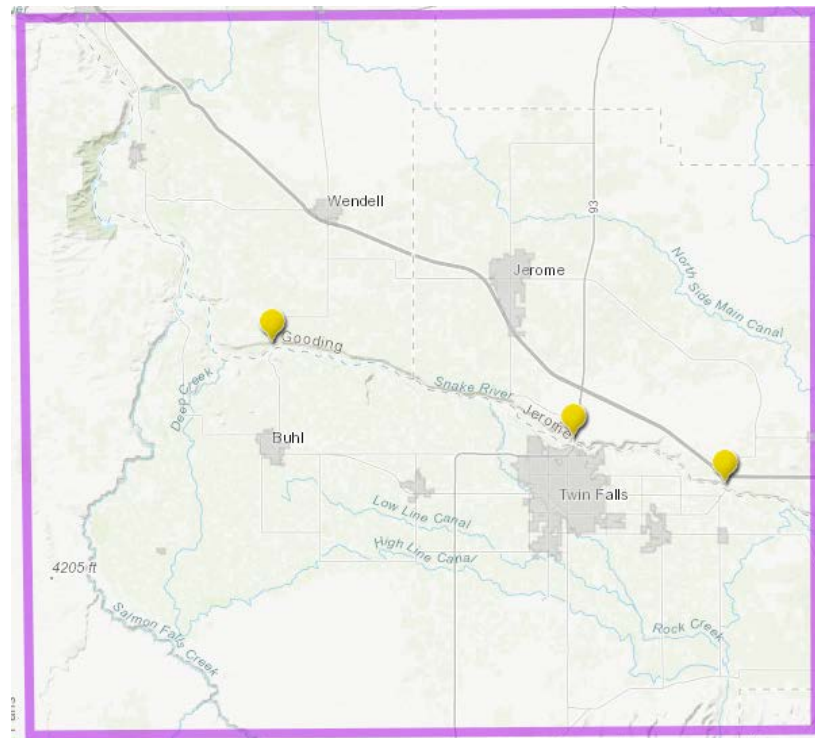 Wendell
93
Jerome
North Side Main Canal
Gooding
Snake River
Deep Creek
Jerome
Buhl
Twin Falls
Low Line Canal
High Line Canal
4205 ft
Salmon Falls Creek
Rock Creek